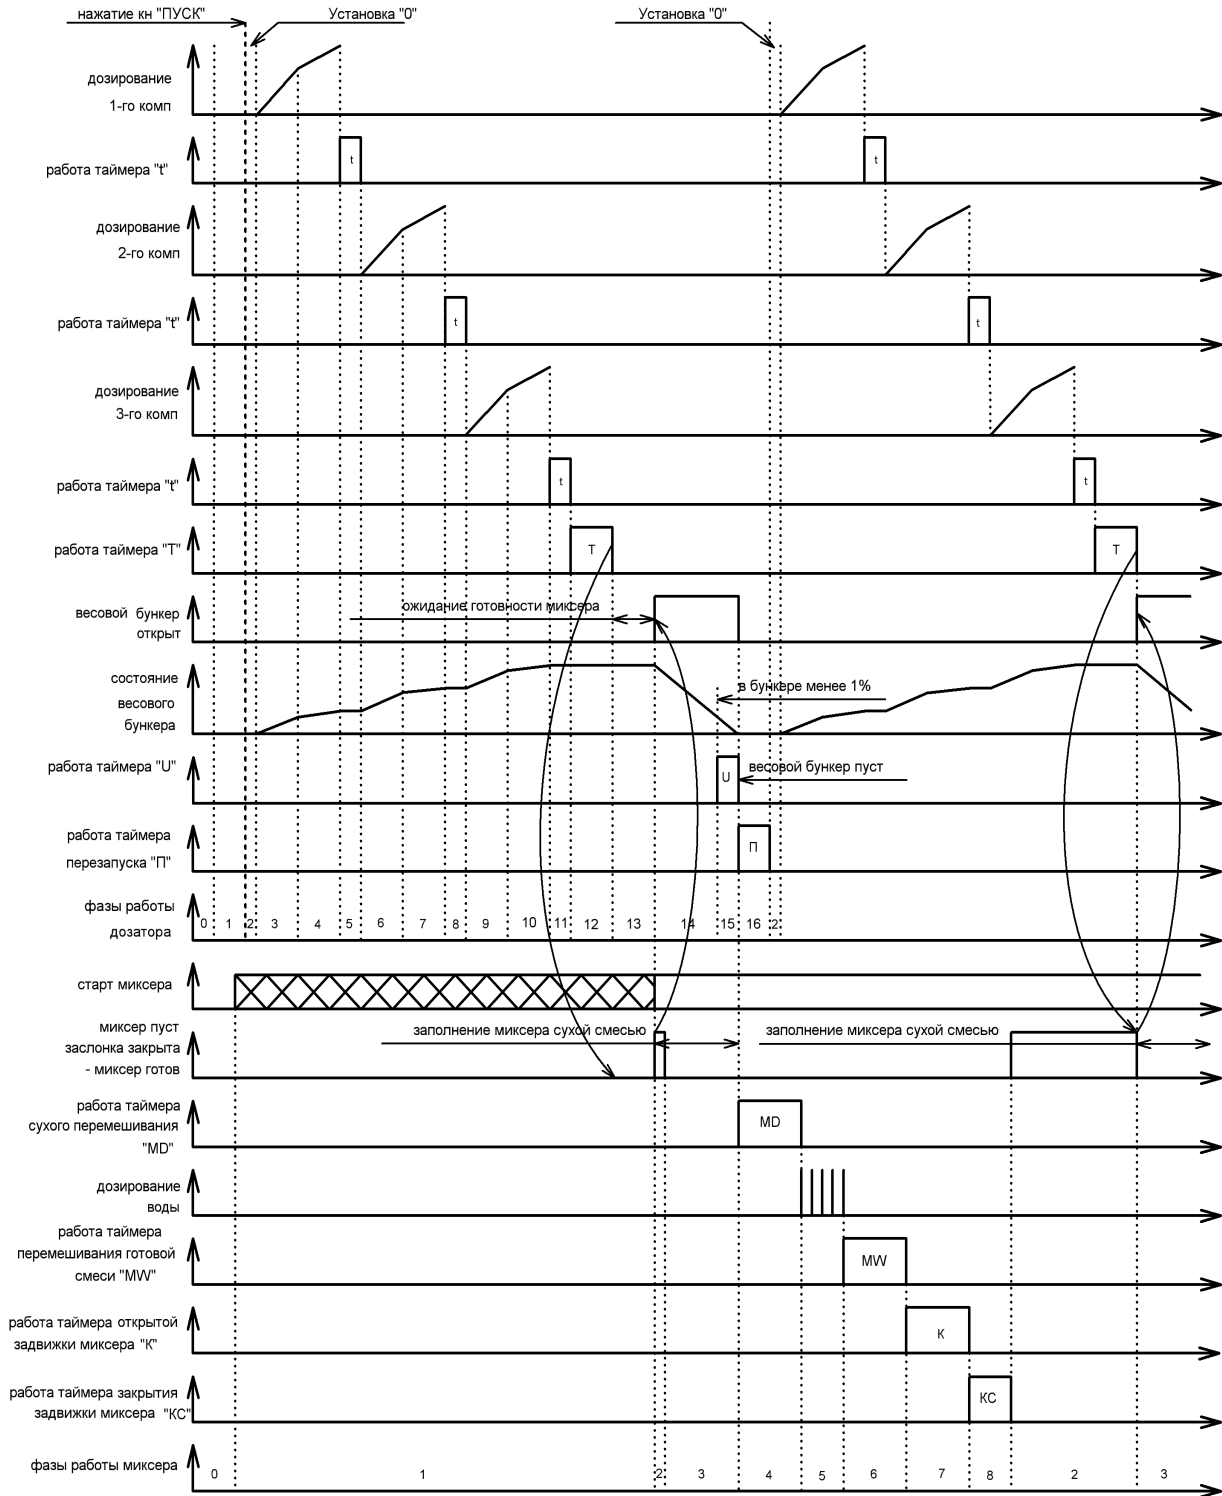 нажатие кн "ПУСК"
Установка "0"
Установка "0"
дозирование
1-го комп
работа таймера "t"
t
t
дозирование
2-го комп
работа таймера "t"
t
t
дозирование
3-го комп
работа таймера "t"
t
t
работа таймера "T"
T
T
весовой бункер
открыт
ожидание готовности миксера
состояние
весового
бункера
в бункере менее 1%
работа таймера "U"
U
весовой бункер пуст
работа таймера
перезапуска "П"
П
фазы работы
дозатора
0 1 2 3 4 5 6 7 8 9 10 11 12 13 14 15 16 2
старт миксера
миксер пуст
заслонка закрыта
- миксер готов
заполнение миксера сухой смесью
заполнение миксера сухой смесью
работа таймера
сухого перемешивания
"MD"
MD
дозирование
воды
работа таймера
перемешивания готовой
смеси "MW"
MW
работа таймера открытой
задвижки миксера "К"
К
работа таймера закрытия
задвижки миксера "КС"
КС
фазы работы миксера
0 1 2 3 4 5 6 7 8 2 3